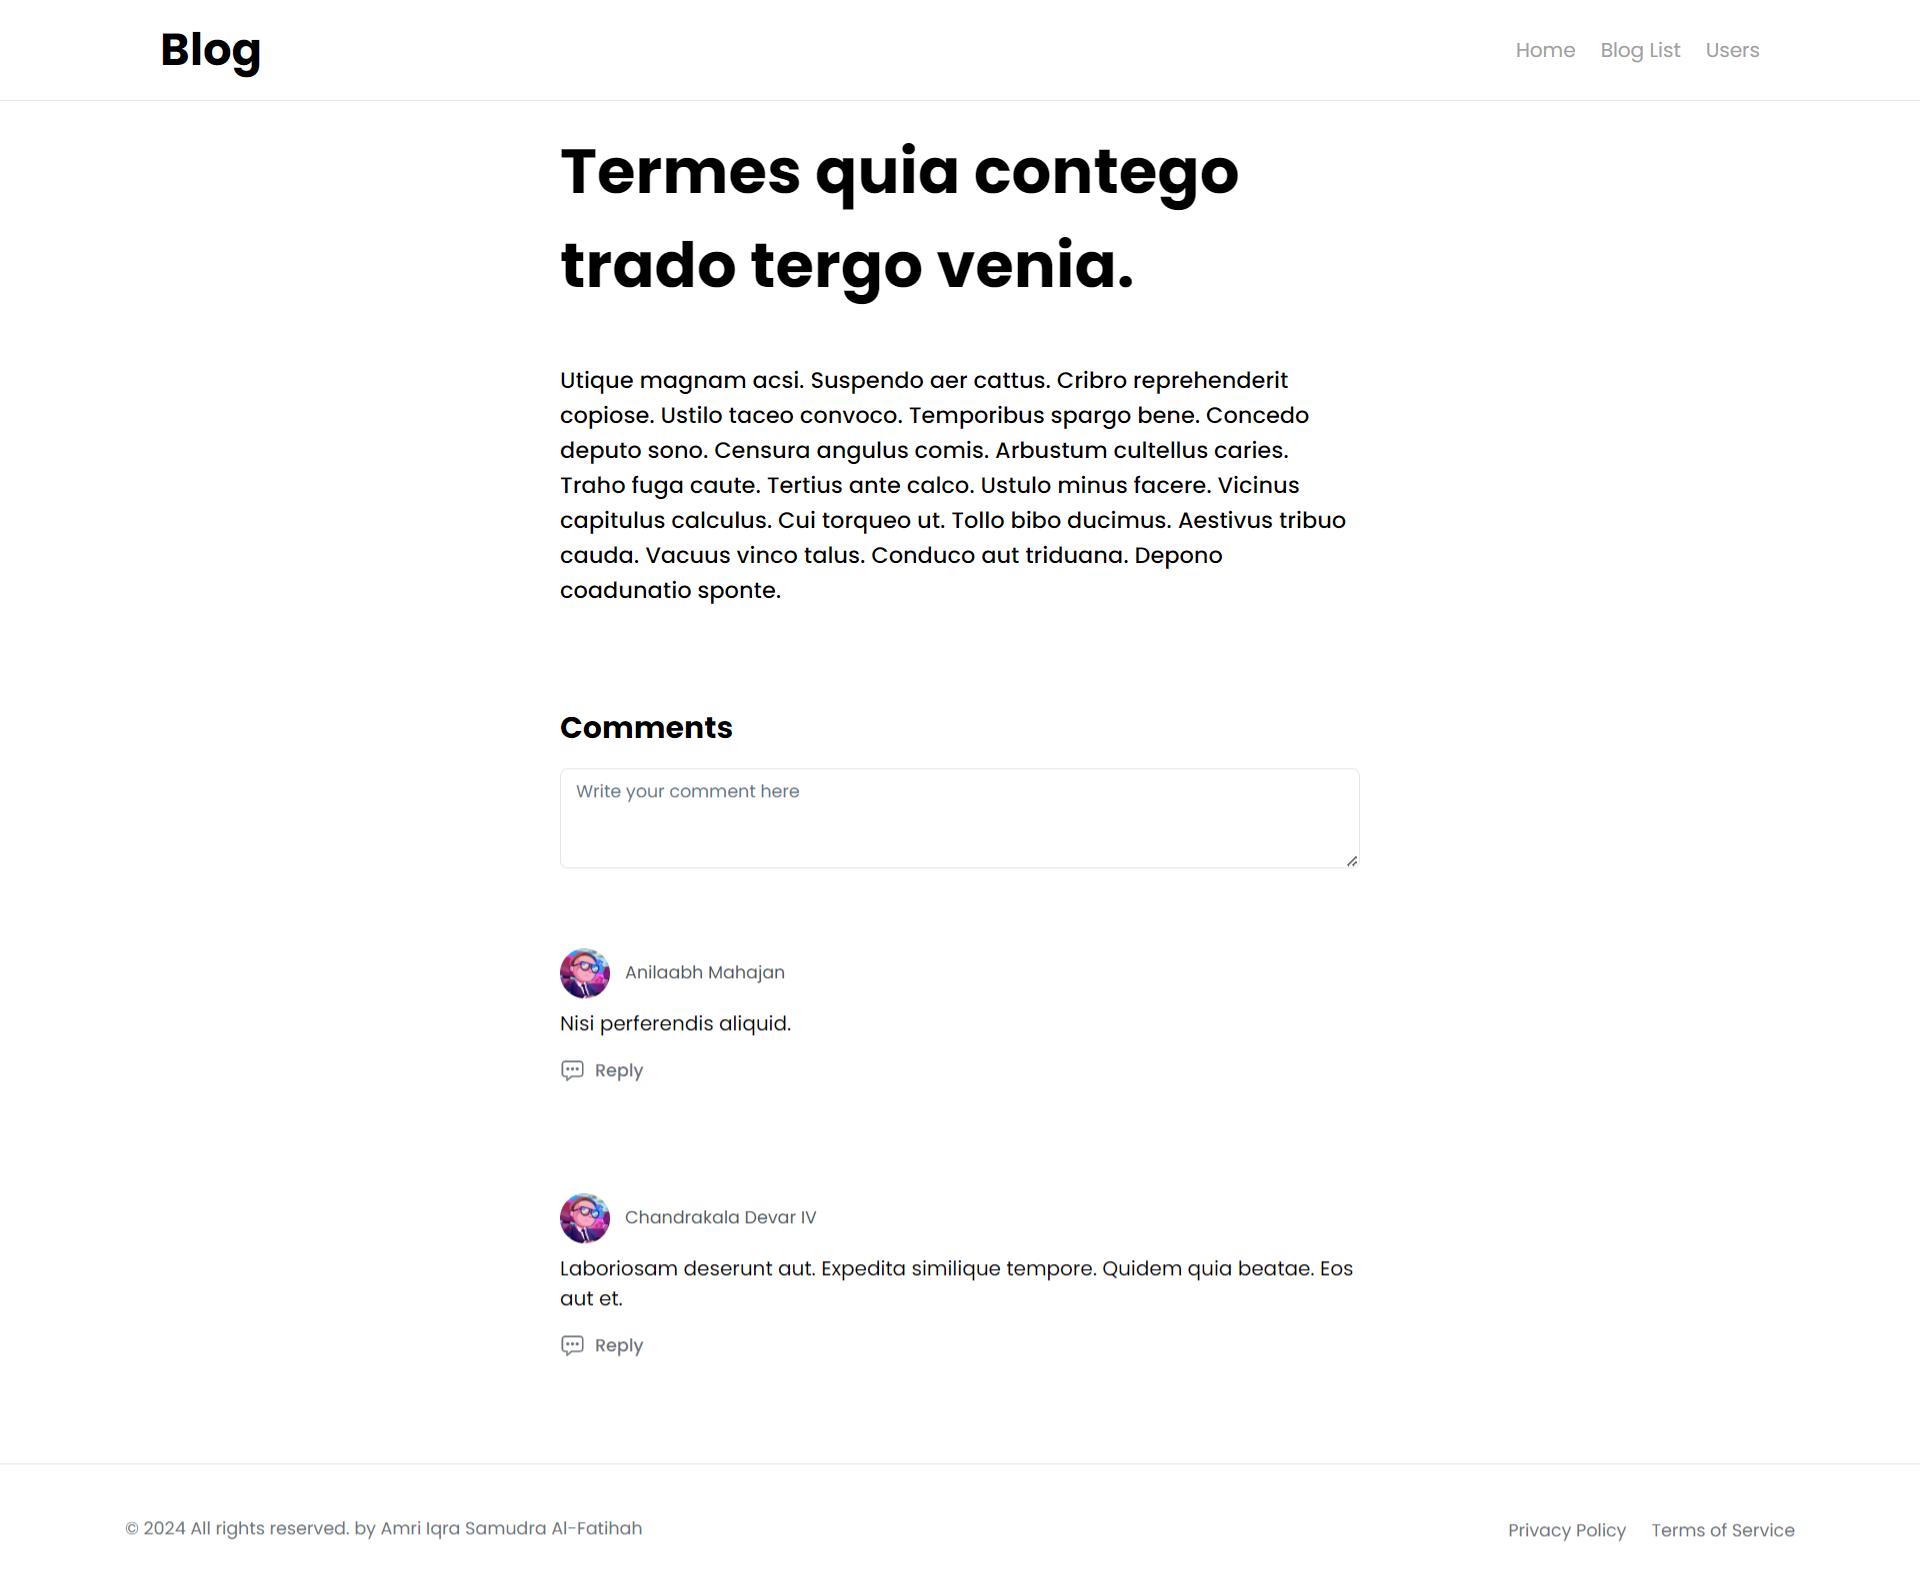 Blog
Home Blog List Users
Termes quia contego
trado tergo venia.
Utique magnam acsi. Suspendo aer cattus. Cribro reprehenderit
copiose. Ustilo taceo convoco. Temporibus spargo bene. Concedo
deputo sono. Censura angulus comis. Arbustum cultellus caries.
Traho fuga caute. Tertius ante calco. Ustulo minus facere. Vicinus
capitulus calculus. Cui torqueo ut. Tollo bibo ducimus. Aestivus tribuo
cauda. Vacuus vinco talus. Conduco aut triduana. Depono
coadunatio sponte.
Comments
Write your comment here
Anilaabh Mahajan
Nisi perferendis aliquid.
Reply
Chandrakala Devar IV
Laboriosam deserunt aut. Expedita similique tempore. Quidem quia beatae. Eos
aut et.
Reply
© 2024 All rights reserved. by Amri Iqra Samudra Al-Fatihah
Privacy Policy Terms of Service